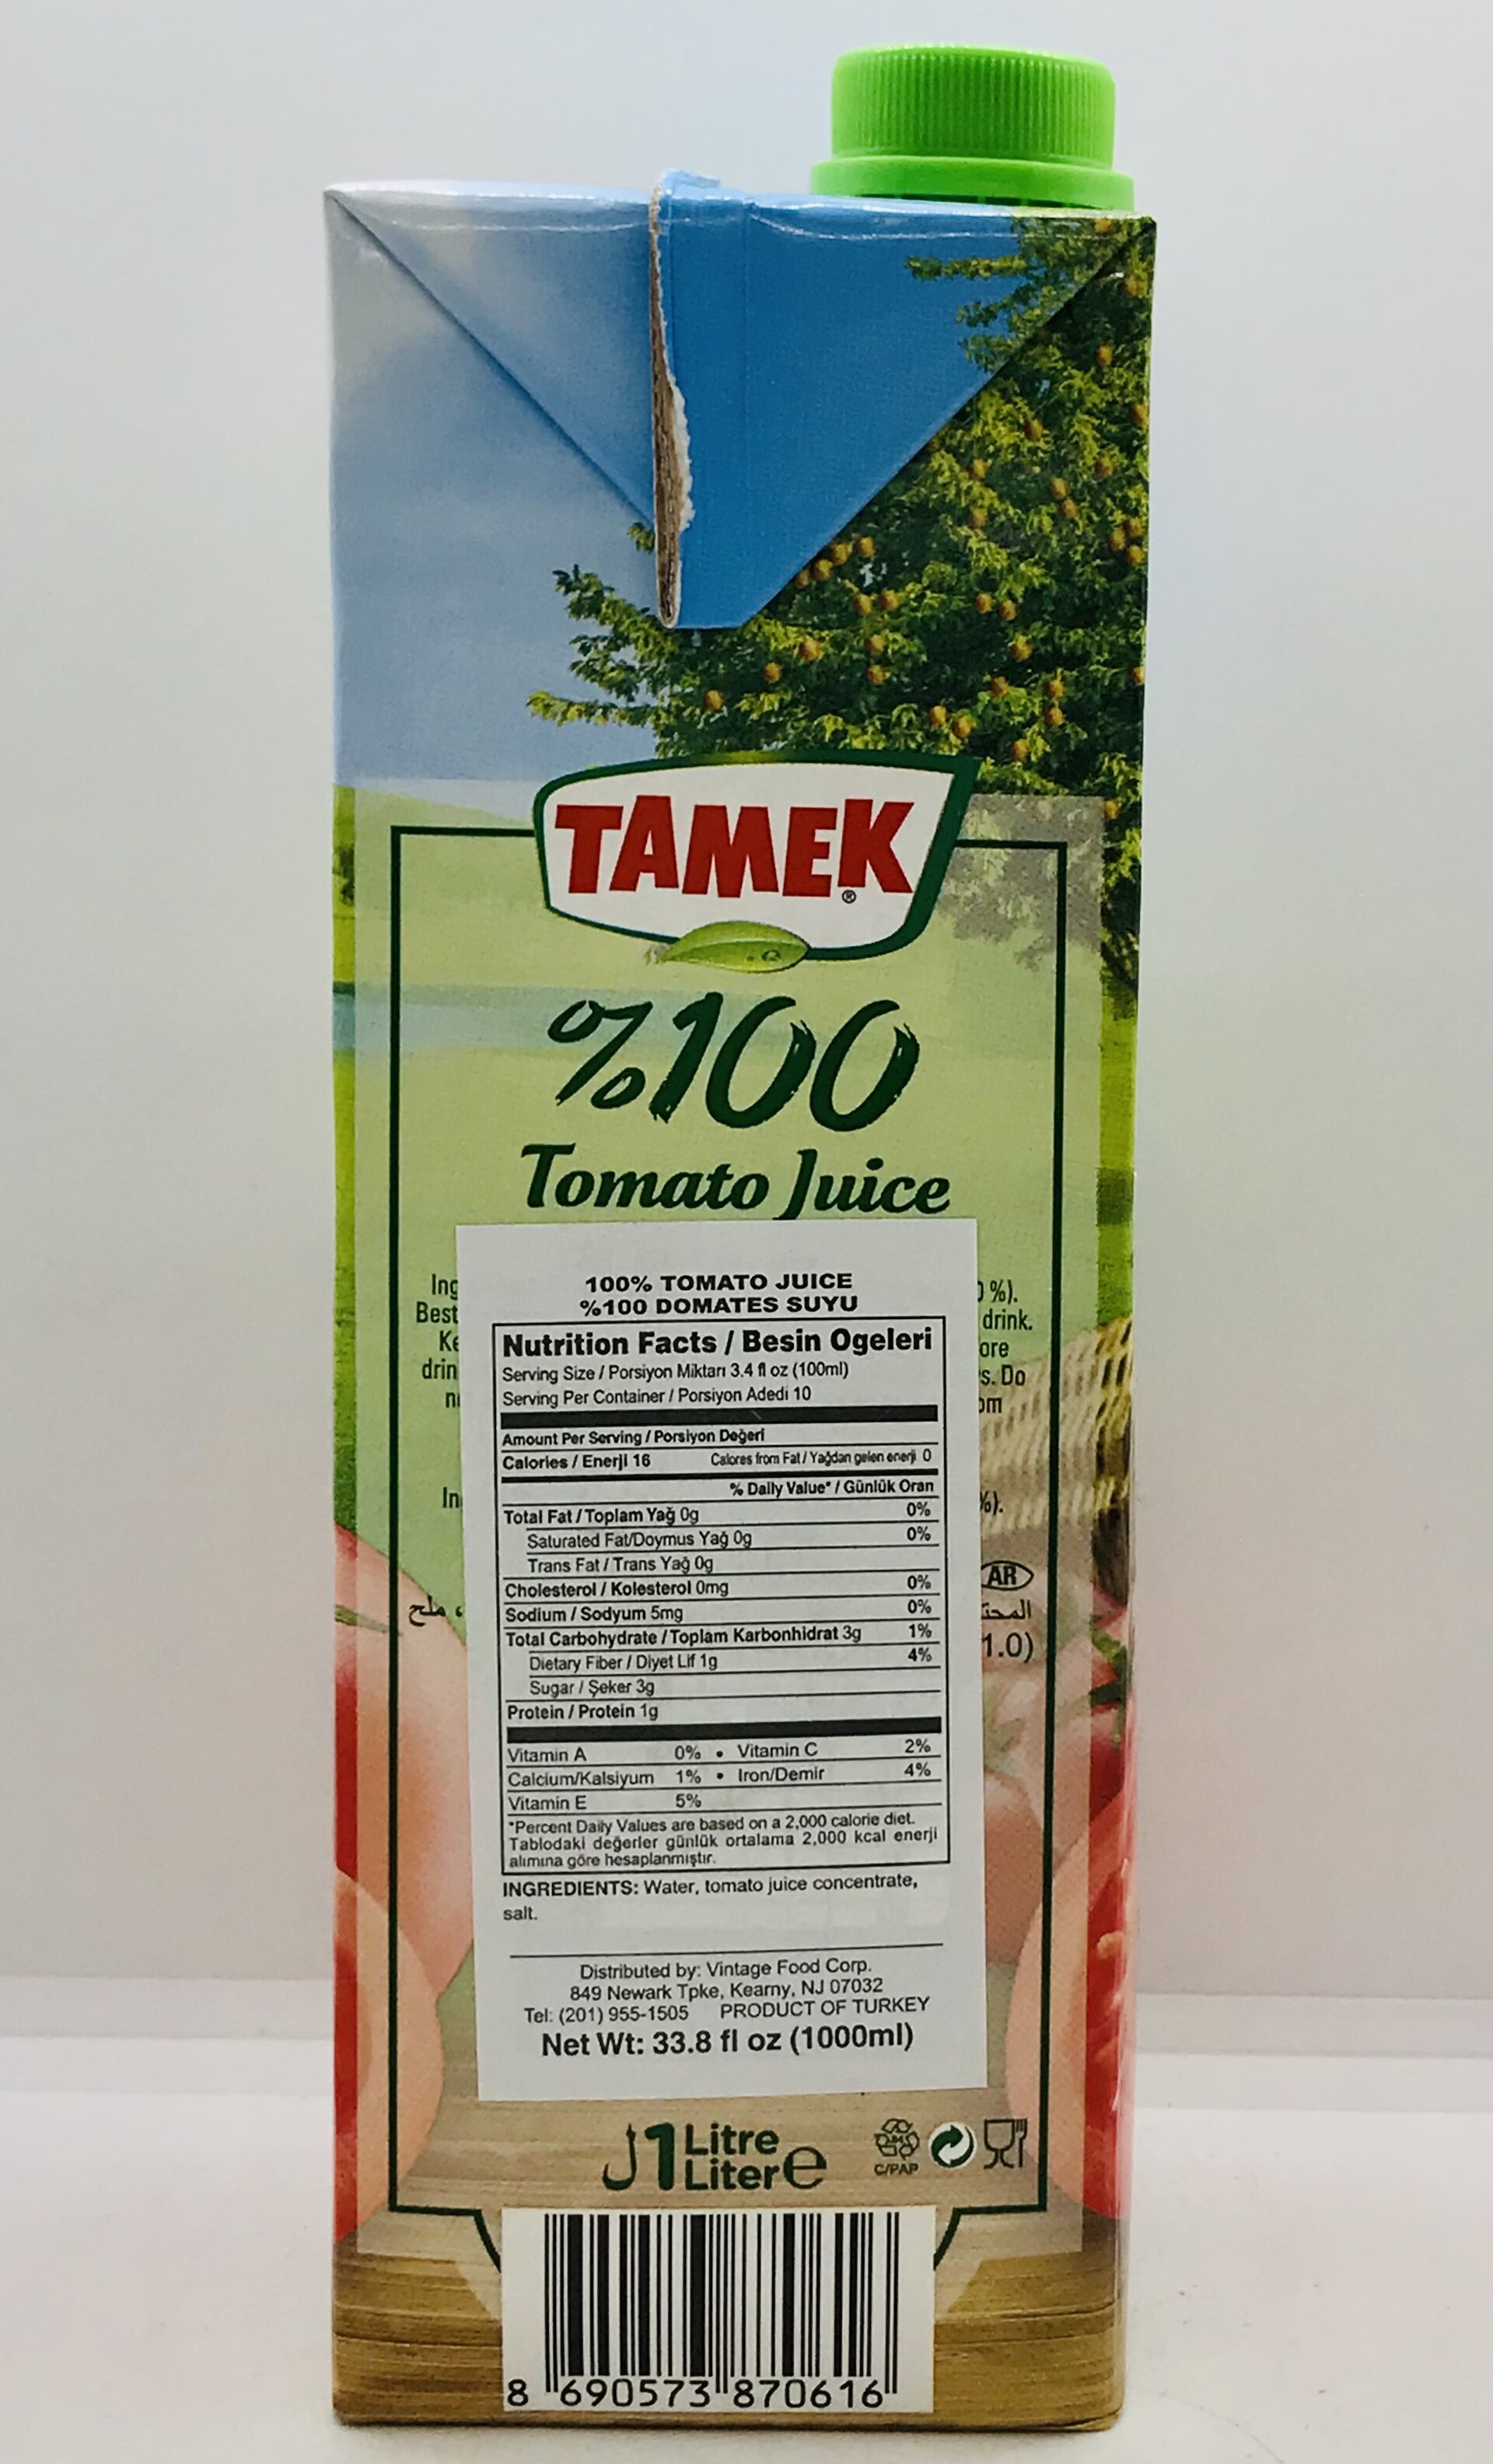 TAMEK
®
%100
Tomato Juice
100% TOMATO JUICE
%100 DOMATES SUYU
Nutrition Facts / Besin Ogeleri
Serving Size / Porsiyon Miktarı 3.4 fl oz (100ml)
Serving Per Container / Porsiyon Adedi 10
Amount Per Serving / Porsiyon Değeri
Calories / Enerji 16 Calores from Fat / Yağdan gelen enerji 0
% Daily Value* / Günlük Oran
Total Fat / Toplam Yağ 0g 0%
Saturated Fat/Doymus Yağ 0g 0%
Trans Fat / Trans Yağ 0g
Cholesterol / Kolesterol 0mg 0%
Sodium / Sodyum 5mg 0%
Total Carbohydrate / Toplam Karbonhidrat 3g 1%
Dietary Fiber / Diyet Lif 1g 4%
Sugar / Şeker 3g
Protein / Protein 1g
Vitamin A 0% • Vitamin C 2%
Calcium/Kalsiyum 1% • Iron/Demir 4%
Vitamin E 5%
*Percent Daily Values are based on a 2,000 calorie diet.
Tablodaki değerler günlük ortalama 2,000 kcal enerji
alımına göre hesaplanmıştır.
INGREDIENTS: Water, tomato juice concentrate,
salt.
Distributed by: Vintage Food Corp.
849 Newark Tpke, Kearny, NJ 07032
Tel: (201) 955-1505 PRODUCT OF TURKEY
Net Wt: 33.8 fl oz (1000ml)
%).
Best drink.
s. Do
AR
ملح
1.0)
ل 1 Litre
Liter ℮
C/PAP
8 690573 870616